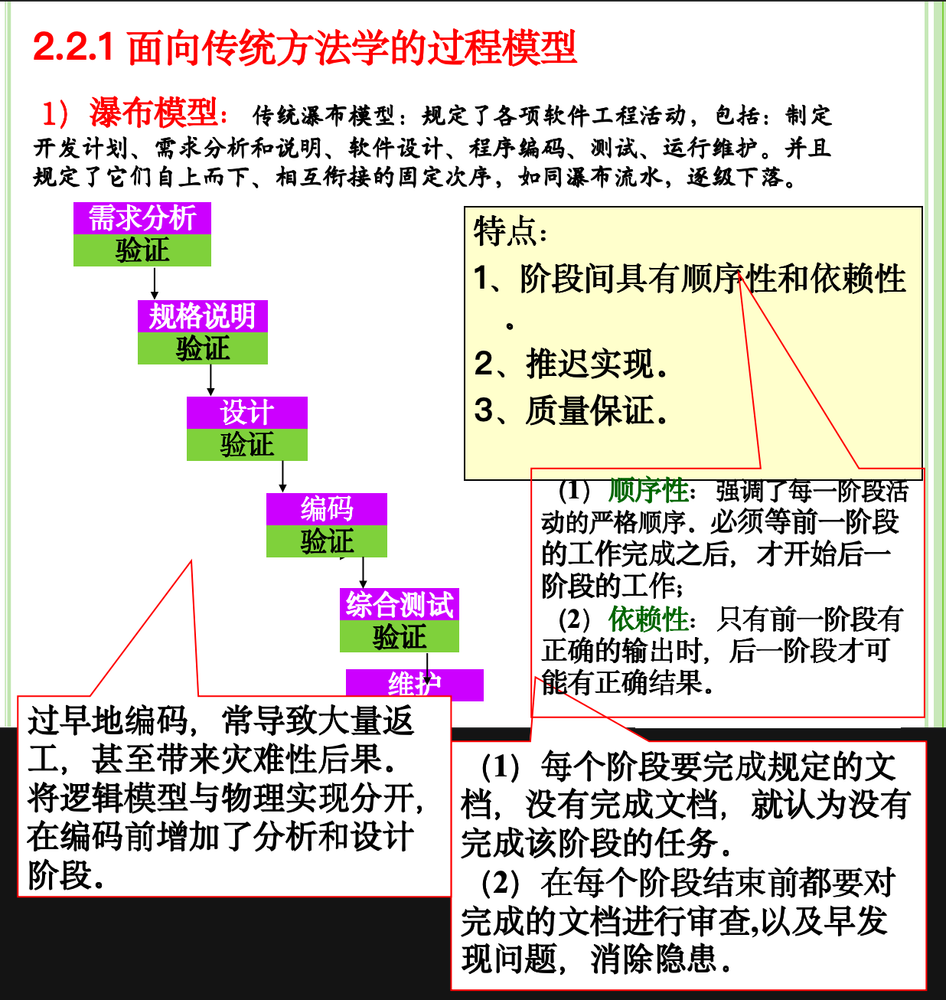 2.2.1 面向传统方法学的过程模型
1）瀑布模型：传统瀑布模型：规定了各项软件工程活动，包括：制定
开发计划、需求分析和说明、软件设计、程序编码、测试、运行维护。并且
规定了它们自上而下、相互衔接的固定次序，如同瀑布流水，逐级下落。
需求分析
验证
规格说明
验证
设计
验证
编码
验证
综合测试
验证
维护
特点：
1、阶段间具有顺序性和依赖性
。
2、推迟实现。
3、质量保证。
（1）顺序性：强调了每一阶段活
动的严格顺序。必须等前一阶段
的工作完成之后，才开始后一
阶段的工作；
（2）依赖性：只有前一阶段有
正确的输出时，后一阶段才可
能有正确结果。
过早地编码，常导致大量返
工，甚至带来灾难性后果。
将逻辑模型与物理实现分开，
在编码前增加了分析和设计
阶段。
（1）每个阶段要完成规定的文
档，没有完成文档，就认为没有
完成该阶段的任务。
（2）在每个阶段结束前都要对
完成的文档进行审查,以及早发
现问题，消除隐患。